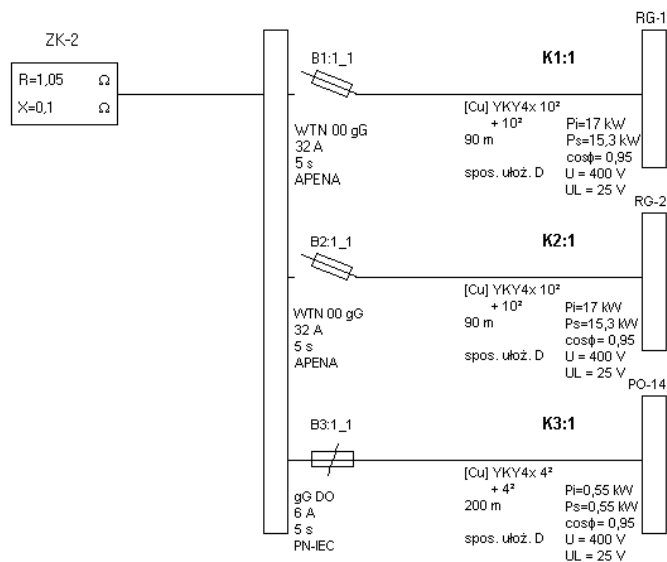 ZK-2
R=1,05 Ω
X=0,1 Ω
RG-1
B1:1_1
K1:1
WTN 00 gG
32 A
5 s
APENA
[Cu] YKY4x 10²
+ 10²
90 m
spos. ułoż. D
Pi=17 kW
Ps=15,3 kW
cosϕ= 0,95
U = 400 V
UL = 25 V
RG-2
B2:1_1
K2:1
WTN 00 gG
32 A
5 s
APENA
[Cu] YKY4x 10²
+ 10²
90 m
spos. ułoż. D
Pi=17 kW
Ps=15,3 kW
cosϕ= 0,95
U = 400 V
UL = 25 V
PO-14
B3:1_1
K3:1
gG DO
6 A
5 s
PN-IEC
[Cu] YKY4x 4²
+ 4²
200 m
spos. ułoż. D
Pi=0,55 kW
Ps=0,55 kW
cosϕ= 0,95
U = 400 V
UL = 25 V